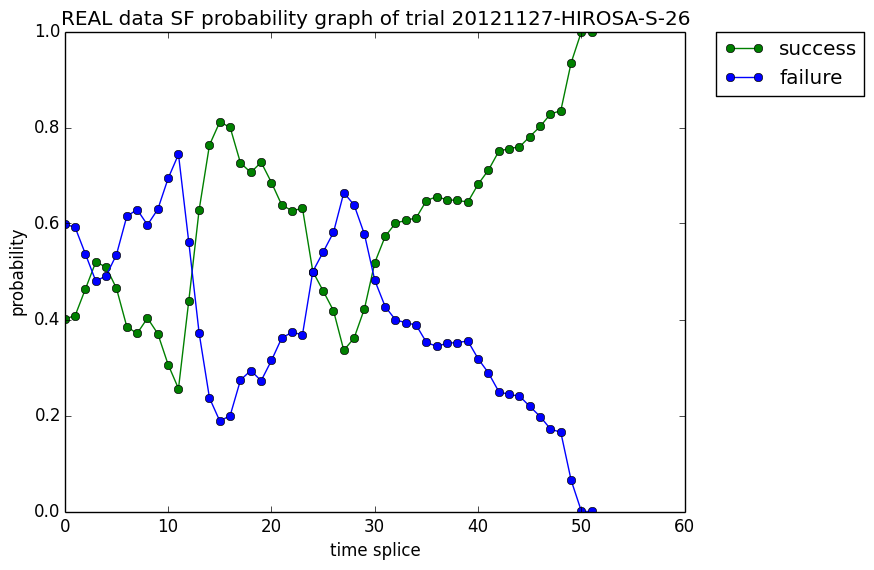 REAL data SF probability graph of trial 20121127-HIROSA-S-26
success
failure
1.0
0.8
0.6
0.4
0.2
0.0
probability
0 10 20 30 40 50 60
time splice